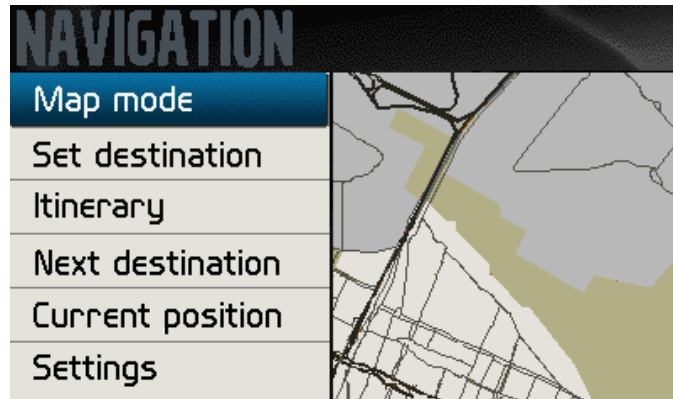 NAVIGATION
Map mode
Set destination
Itinerary
Next destination
Current position
Settings